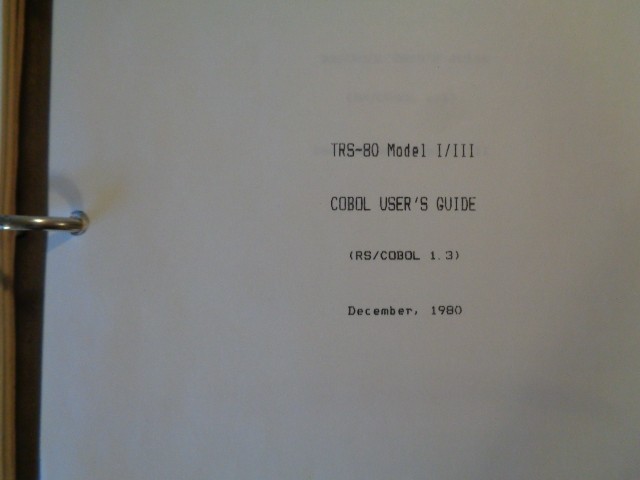 TRS-80 Model I/III
COBOL USER'S GUIDE
(RS/COBOL 1.3)
December, 1980